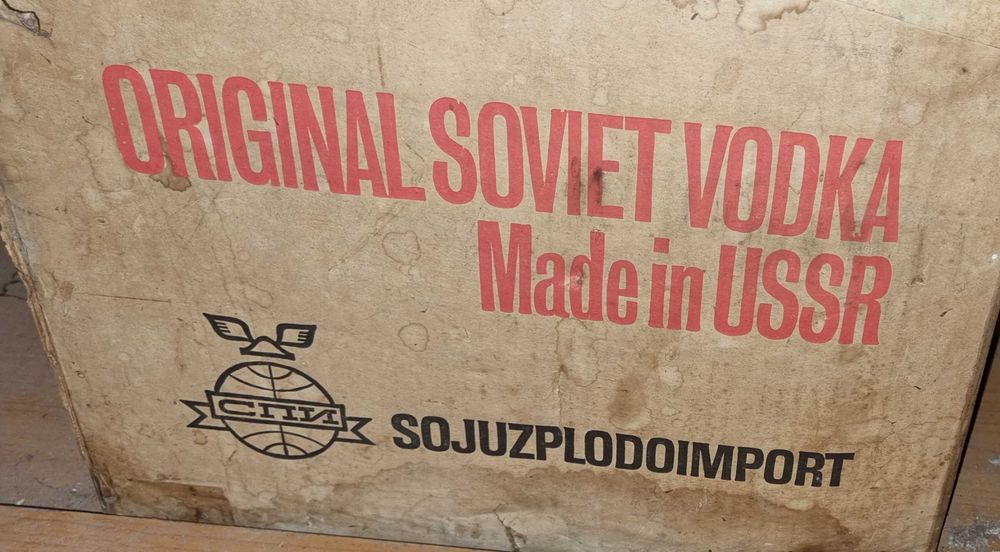 ORIGINAL SOVIET VODKA
Made in USSR
СПИ
SOJUZPLODOIMPORT